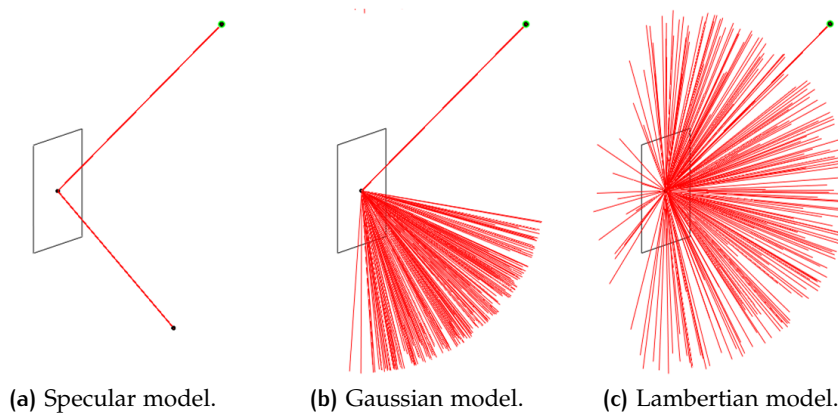 (a) Specular model.
(b) Gaussian model.
(c) Lambertian model.